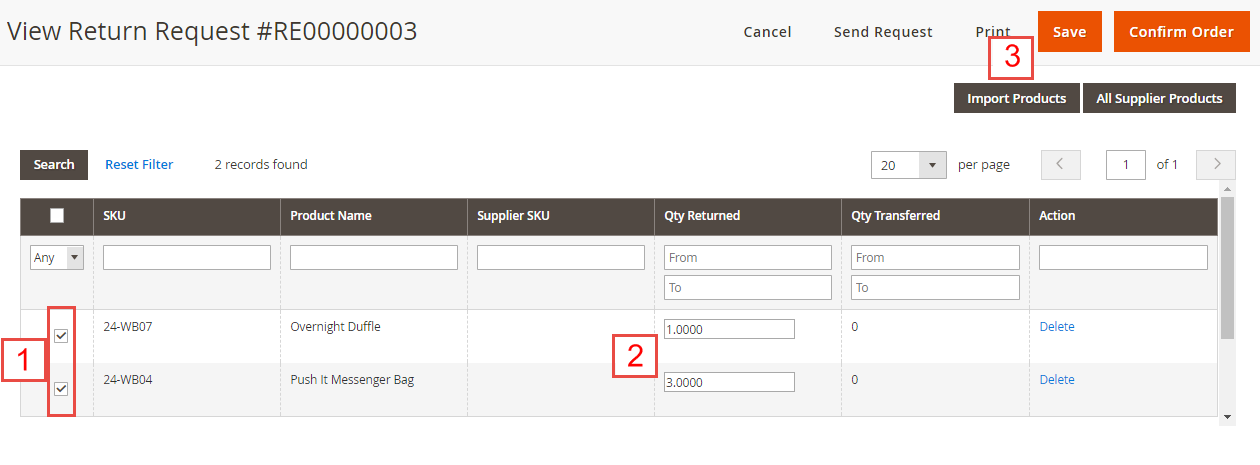 View Return Request #RE00000003 Cancel Send Request Print Save Confirm Order
3
Import Products All Supplier Products
Search Reset Filter 2 records found 20 per page 1 of 1
SKU Product Name Supplier SKU Qty Returned Qty Transferred Action
Any From From
To To
24-WB07 Overnight Duffle 1.0000 0 Delete
1 2
24-WB04 Push It Messenger Bag 3.0000 0 Delete